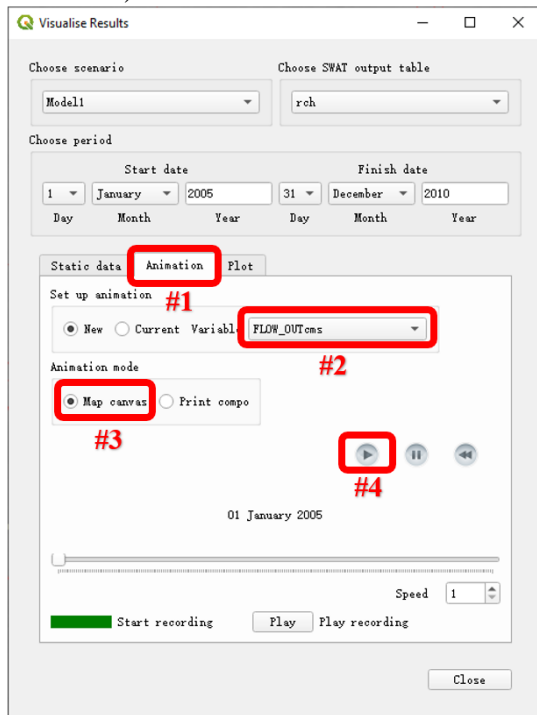 Visualise Results
Choose scenario
Choose SWAT output table
Model1
rch
Choose period
Start date
Finish date
1 January 2005
31 December 2010
Day Month Year
Day Month Year
Static data Animation Plot
Set up animation
#1
New Current Variabl FLOW_OUTcms
#2
Animation mode
Map canvas Print compo
#3
#4
01 January 2005
Speed 1
Start recording Play Play recording
Close